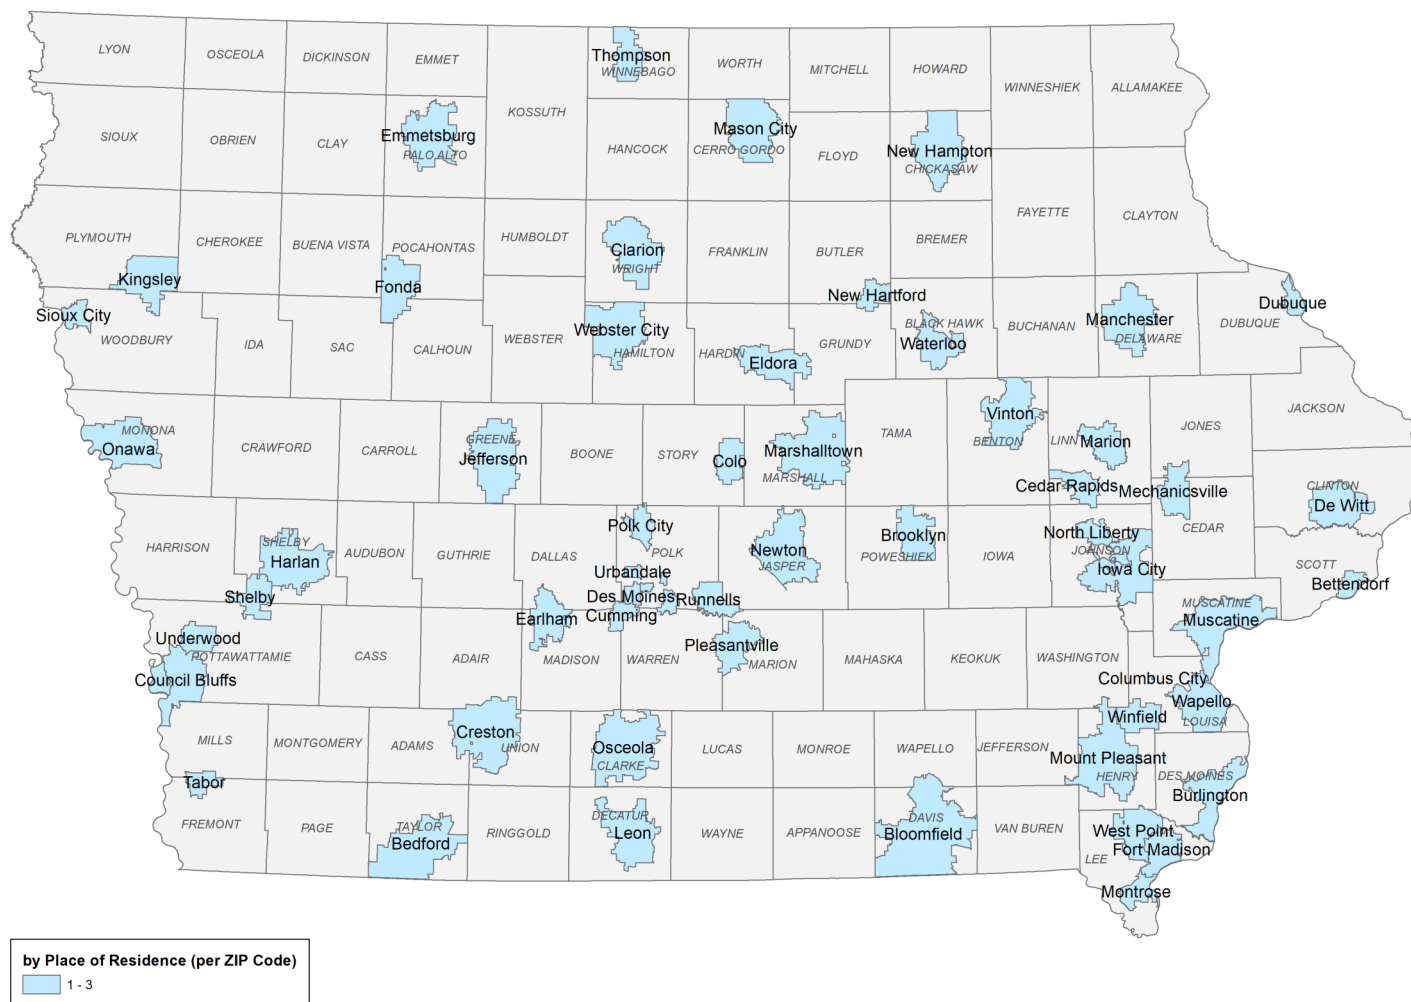 LYON
OSCEOLA
DICKINSON
EMMET
Thompson
WINNEBAGO
WORTH
MITCHELL
HOWARD
WINNESHIEK
ALLAMAKEE
KOSSUTH
SIOUX
OBRIEN
CLAY
Emmetsburg
PALO ALTO
HANCOCK
Mason City
CERRO GORDO
FLOYD
New Hampton
CHICKASAW
PLYMOUTH
CHEROKEE
BUENA VISTA
POCAHONTAS
HUMBOLDT
Clarion
WRIGHT
FRANKLIN
BUTLER
BREMER
FAYETTE
CLAYTON
Kingsley
Fonda
New Hartford
Dubuque
Sioux City
WOODBURY
IDA
SAC
CALHOUN
WEBSTER
Webster City
HAMILTON
HARDIN
Eldora
GRUNDY
BLACK HAWK
Waterloo
BUCHANAN
Manchester
DELAWARE
DUBUQUE
MONONA
Onawa
CRAWFORD
CARROLL
GREENE
Jefferson
BOONE
STORY
Colo
Marshalltown
MARSHALL
TAMA
Vinton
BENTON
LINN
Marion
JONES
JACKSON
Cedar Rapids
Mechanicsville
CLINTON
De Witt
HARRISON
SHELBY
Harlan
AUDUBON
GUTHRIE
DALLAS
Polk City
POLK
Newton
JASPER
Brooklyn
POWESHIEK
IOWA
North Liberty
JOHNSON
Iowa City
CEDAR
SCOTT
Bettendorf
Shelby
Urbandale
Des Moines
Runnells
Cumming
Earlham
MUSCATINE
Muscatine
Underwood
POTTAWATTAMIE
Council Bluffs
CASS
ADAIR
MADISON
WARREN
Pleasantville
MARION
MAHASKA
KEOKUK
WASHINGTON
Columbus City
Wapello
LOUISA
MILLS
MONTGOMERY
ADAMS
Creston
UNION
Osceola
CLARKE
LUCAS
MONROE
WAPELLO
JEFFERSON
Winfield
Mount Pleasant
HENRY
DES MOINES
Burlington
Tabor
FREMONT
PAGE
TAYLOR
Bedford
RINGGOLD
DECATUR
Leon
WAYNE
APPANOOSE
DAVIS
Bloomfield
VAN BUREN
West Point
Fort Madison
LEE
Montrose
by Place of Residence (per ZIP Code)
1 - 3